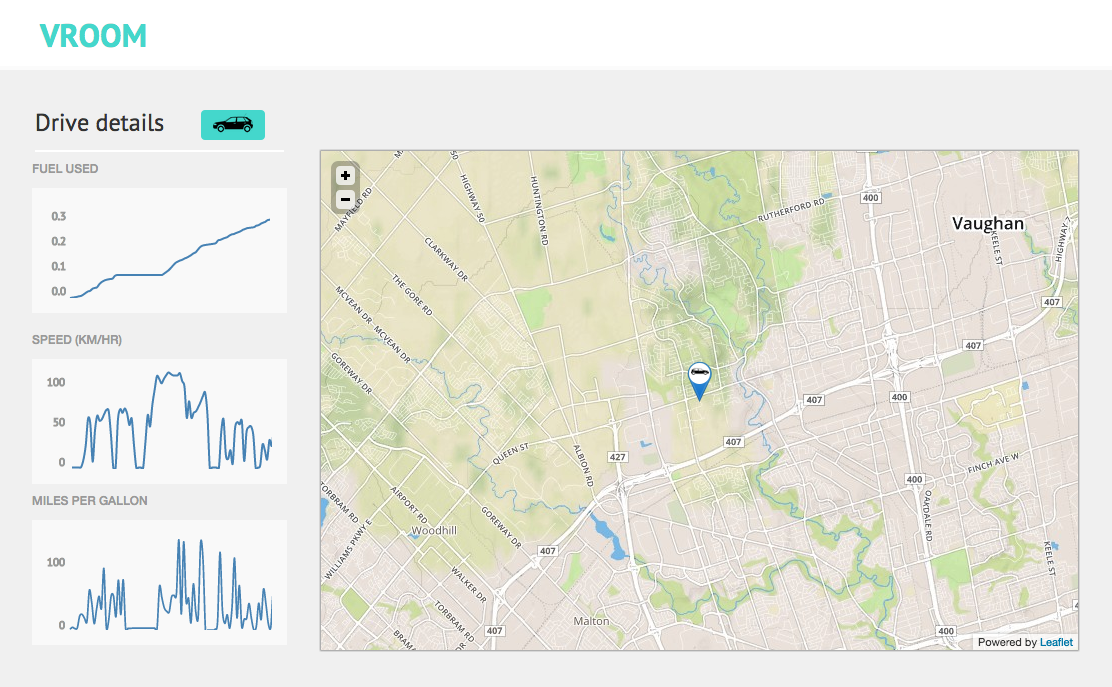 VROOM
Drive details
FUEL USED
0.3
0.2
0.1
0.0
SPEED (KM/HR)
100
50
0
MILES PER GALLON
100
0
+
−
MAYFIELD RD
50
HIGHWAY 50
HUNTINGTON RD
RUTHERFORD RD
400
Vaughan
KEELE ST
HIGHWAY 7
CLARKWAY DR
THE GORE RD
MCVEAN DR
MCVEAN DR
GOREWAY DR
407
407
407
400
407
QUEEN ST
427
ALBION RD
FINCH AVE W
400
OAKDALE RD
TORBRAM RD
AIRPORT RD
GOREWAY DR
Woodhill
WILLIAMS PKWY E
407
KEELE ST
WALKER DR
TORBRAM RD
Malton
407
400
Powered by Leaflet